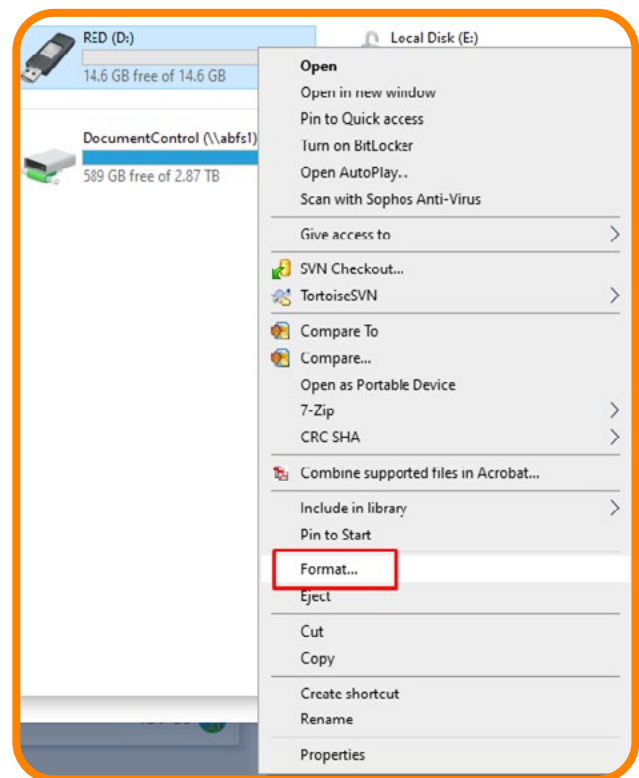 RED (D:)
14.6 GB free of 14.6 GB
Local Disk (E:)
DocumentControl (\\abfs1)
589 GB free of 2.87 TB
Open
Open in new window
Pin to Quick access
Turn on BitLocker
Open AutoPlay...
Scan with Sophos Anti-Virus
Give access to
SVN Checkout...
TortoiseSVN
Compare To
Compare...
Open as Portable Device
7-Zip
CRC SHA
Combine supported files in Acrobat...
Include in library
Pin to Start
Format...
Eject
Cut
Copy
Create shortcut
Rename
Properties